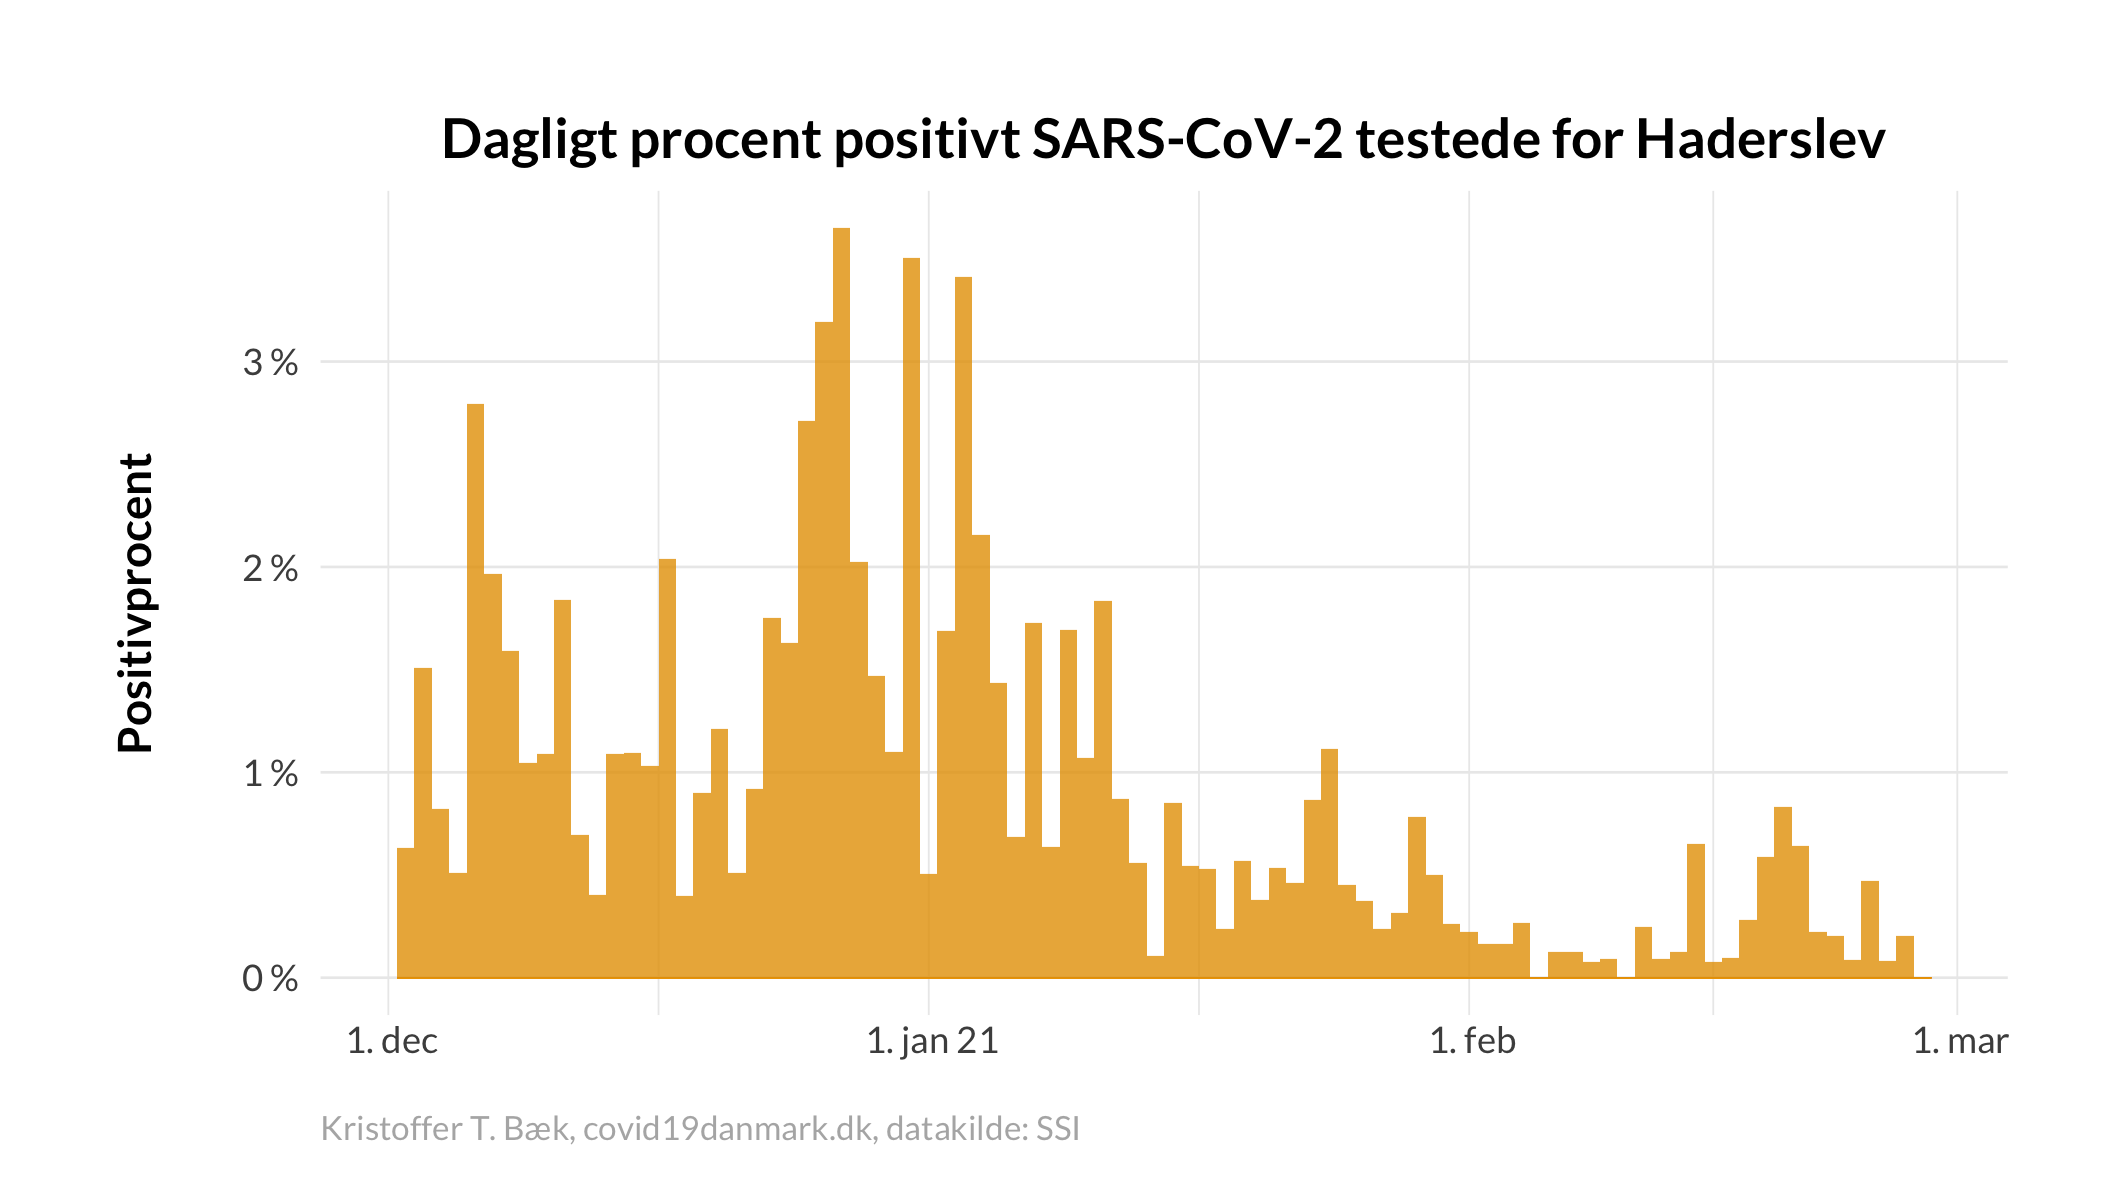 Dagligt procent positivt SARS-CoV-2 testede for Haderslev
Positivprocent
3 %
2 %
1 %
0 %
1. dec
1. jan 21
1. feb
1. mar
Kristoffer T. Bæk, covid19danmark.dk, datakilde: SSI